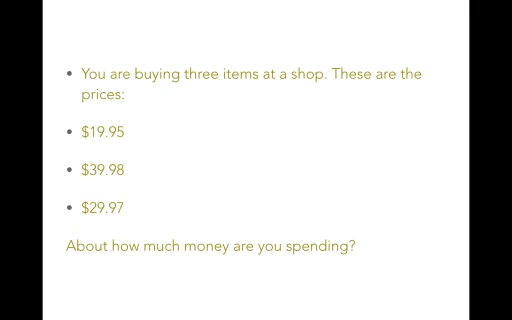 • You are buying three items at a shop. These are the
prices:
• $19.95
• $39.98
• $29.97
About how much money are you spending?